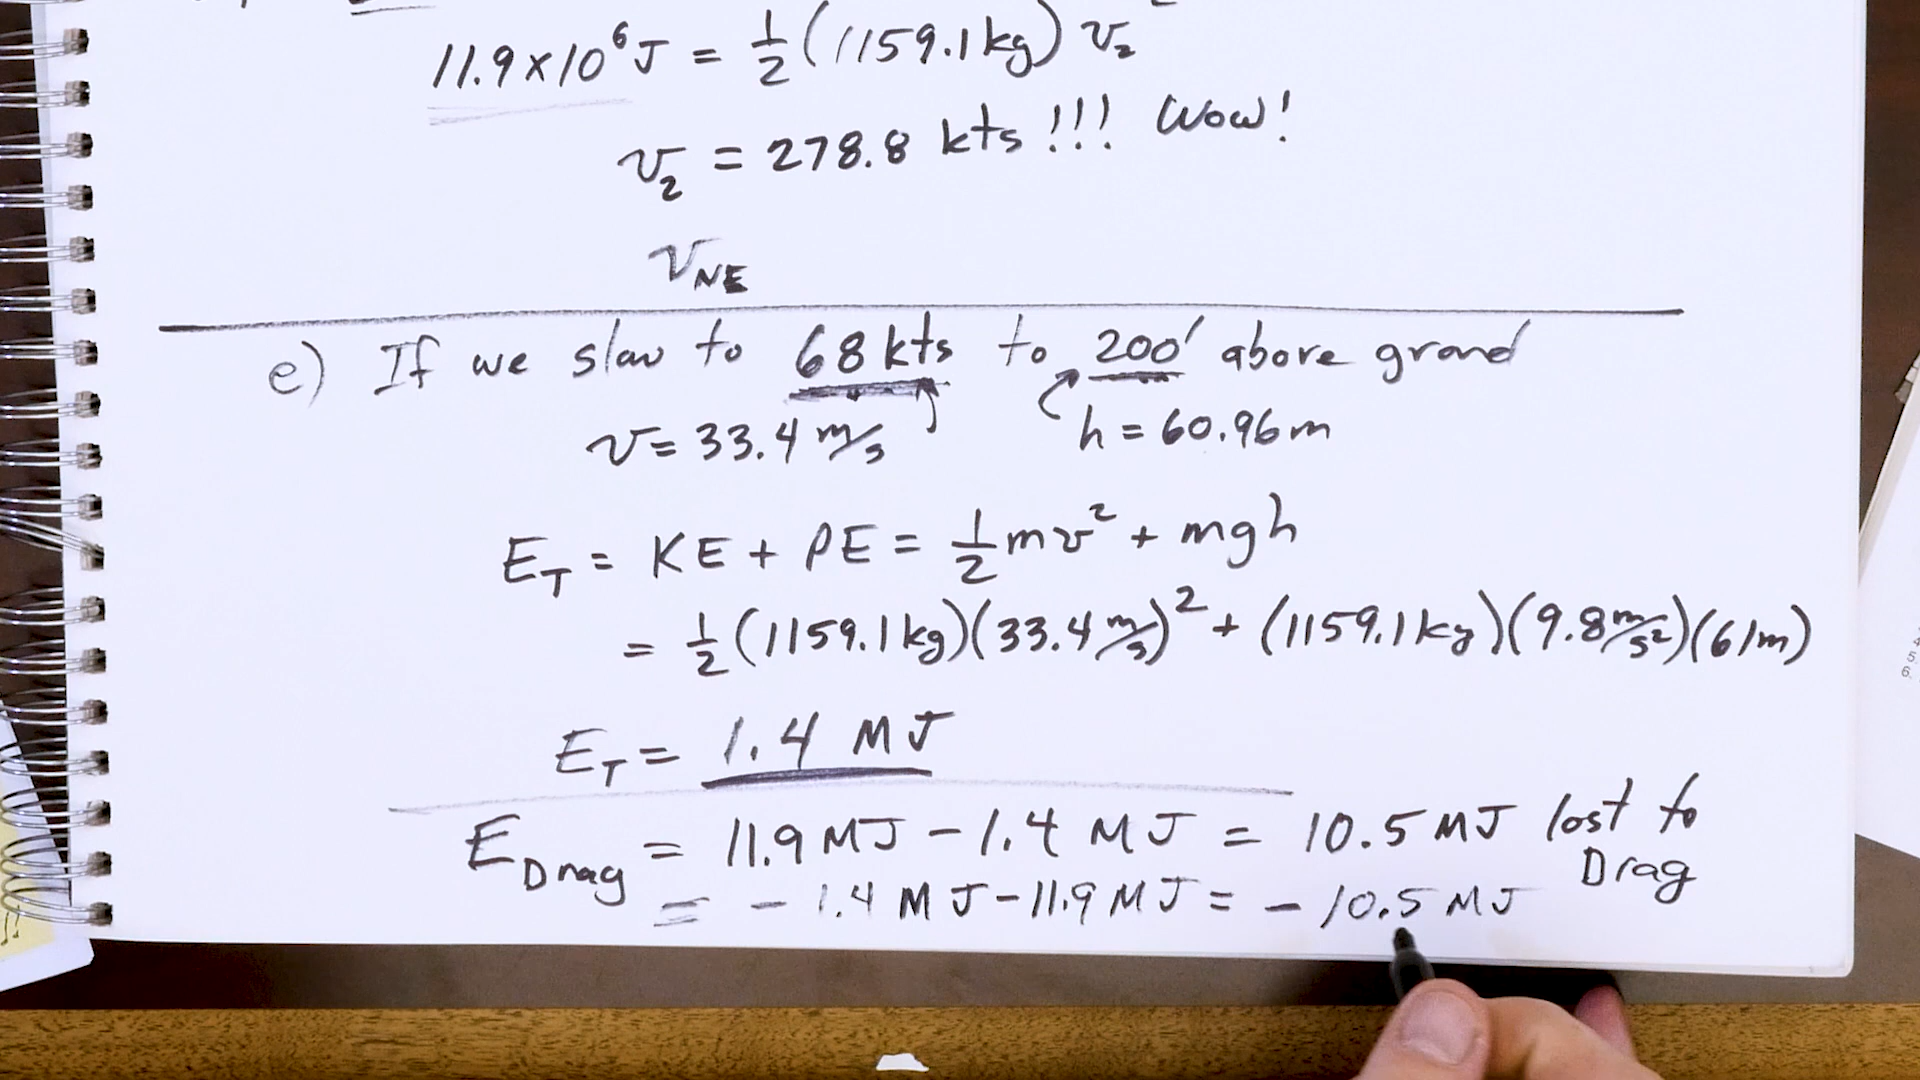 11.9x10⁶J = ½(1159.1kg) v₂²
v₂ = 278.8 kts !!! Wow!
v_NE
e) If we slow to 68 kts to 200' above ground
v = 33.4 m/s h = 60.96m
E_T = KE + PE = ½mv² + mgh
= ½(1159.1kg)(33.4 m/s)² + (1159.1kg)(9.8 m/s²)(61m)
E_T = 1.4 MJ
E_Drag = 11.9 MJ - 1.4 MJ = 10.5 MJ lost to Drag
= - 1.4 MJ - 11.9 MJ = - 10.5 MJ